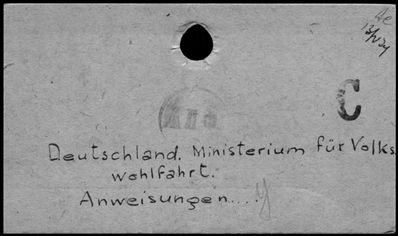 C
Deutschland. Ministerium für Volks
wohlfahrt.
Anweisungen....